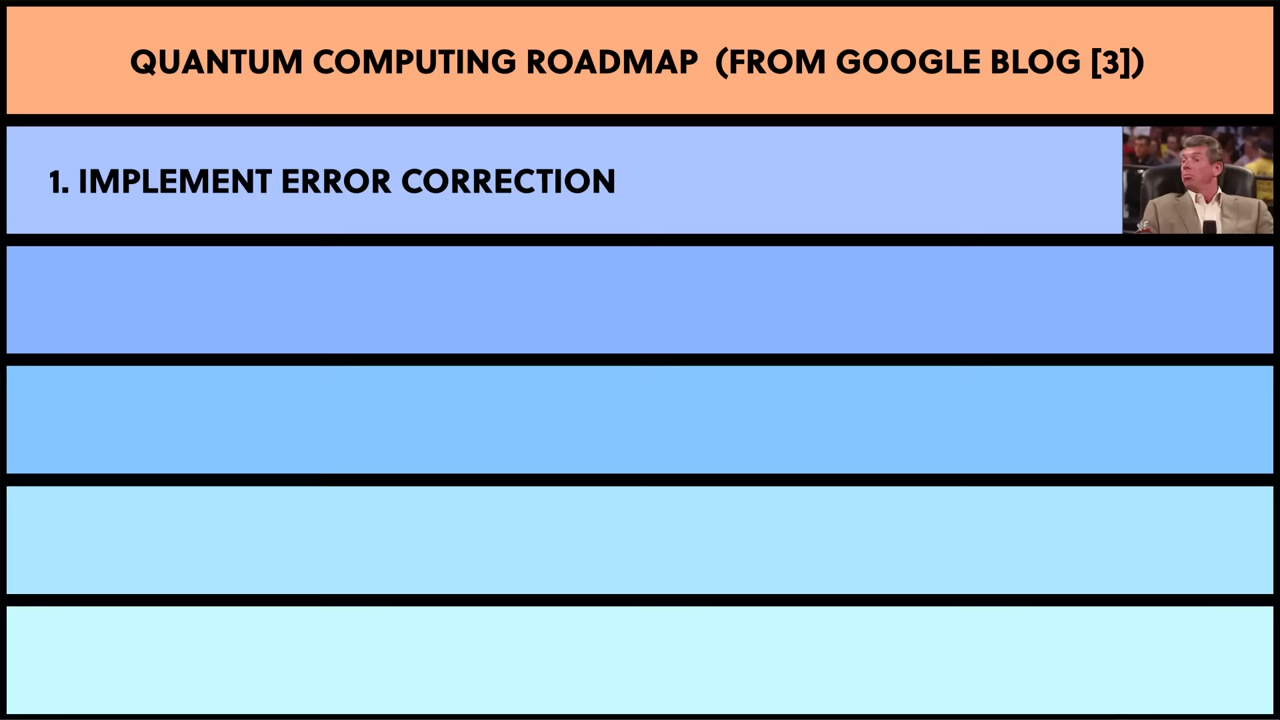 QUANTUM COMPUTING ROADMAP (FROM GOOGLE BLOG [3])
1. IMPLEMENT ERROR CORRECTION